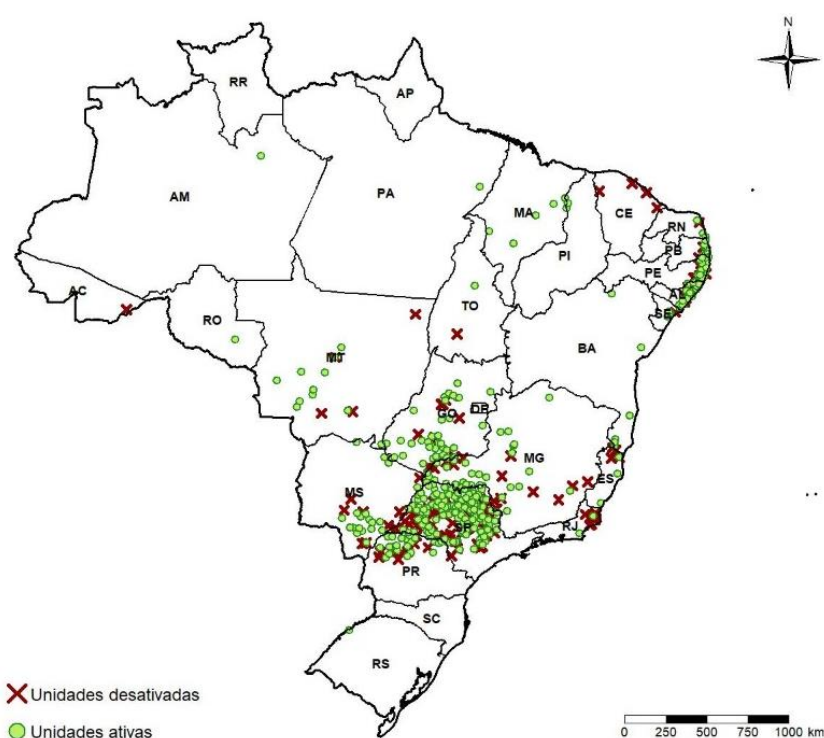 N
RR
AP
AM
PA
MA
CE
RN
PB
PE
PI
AL
SE
AC
RO
TO
BA
MT
GO
DF
MG
ES
MS
SP
RJ
PR
SC
RS
Unidades desativadas
Unidades ativas
0 250 500 750 1000 km